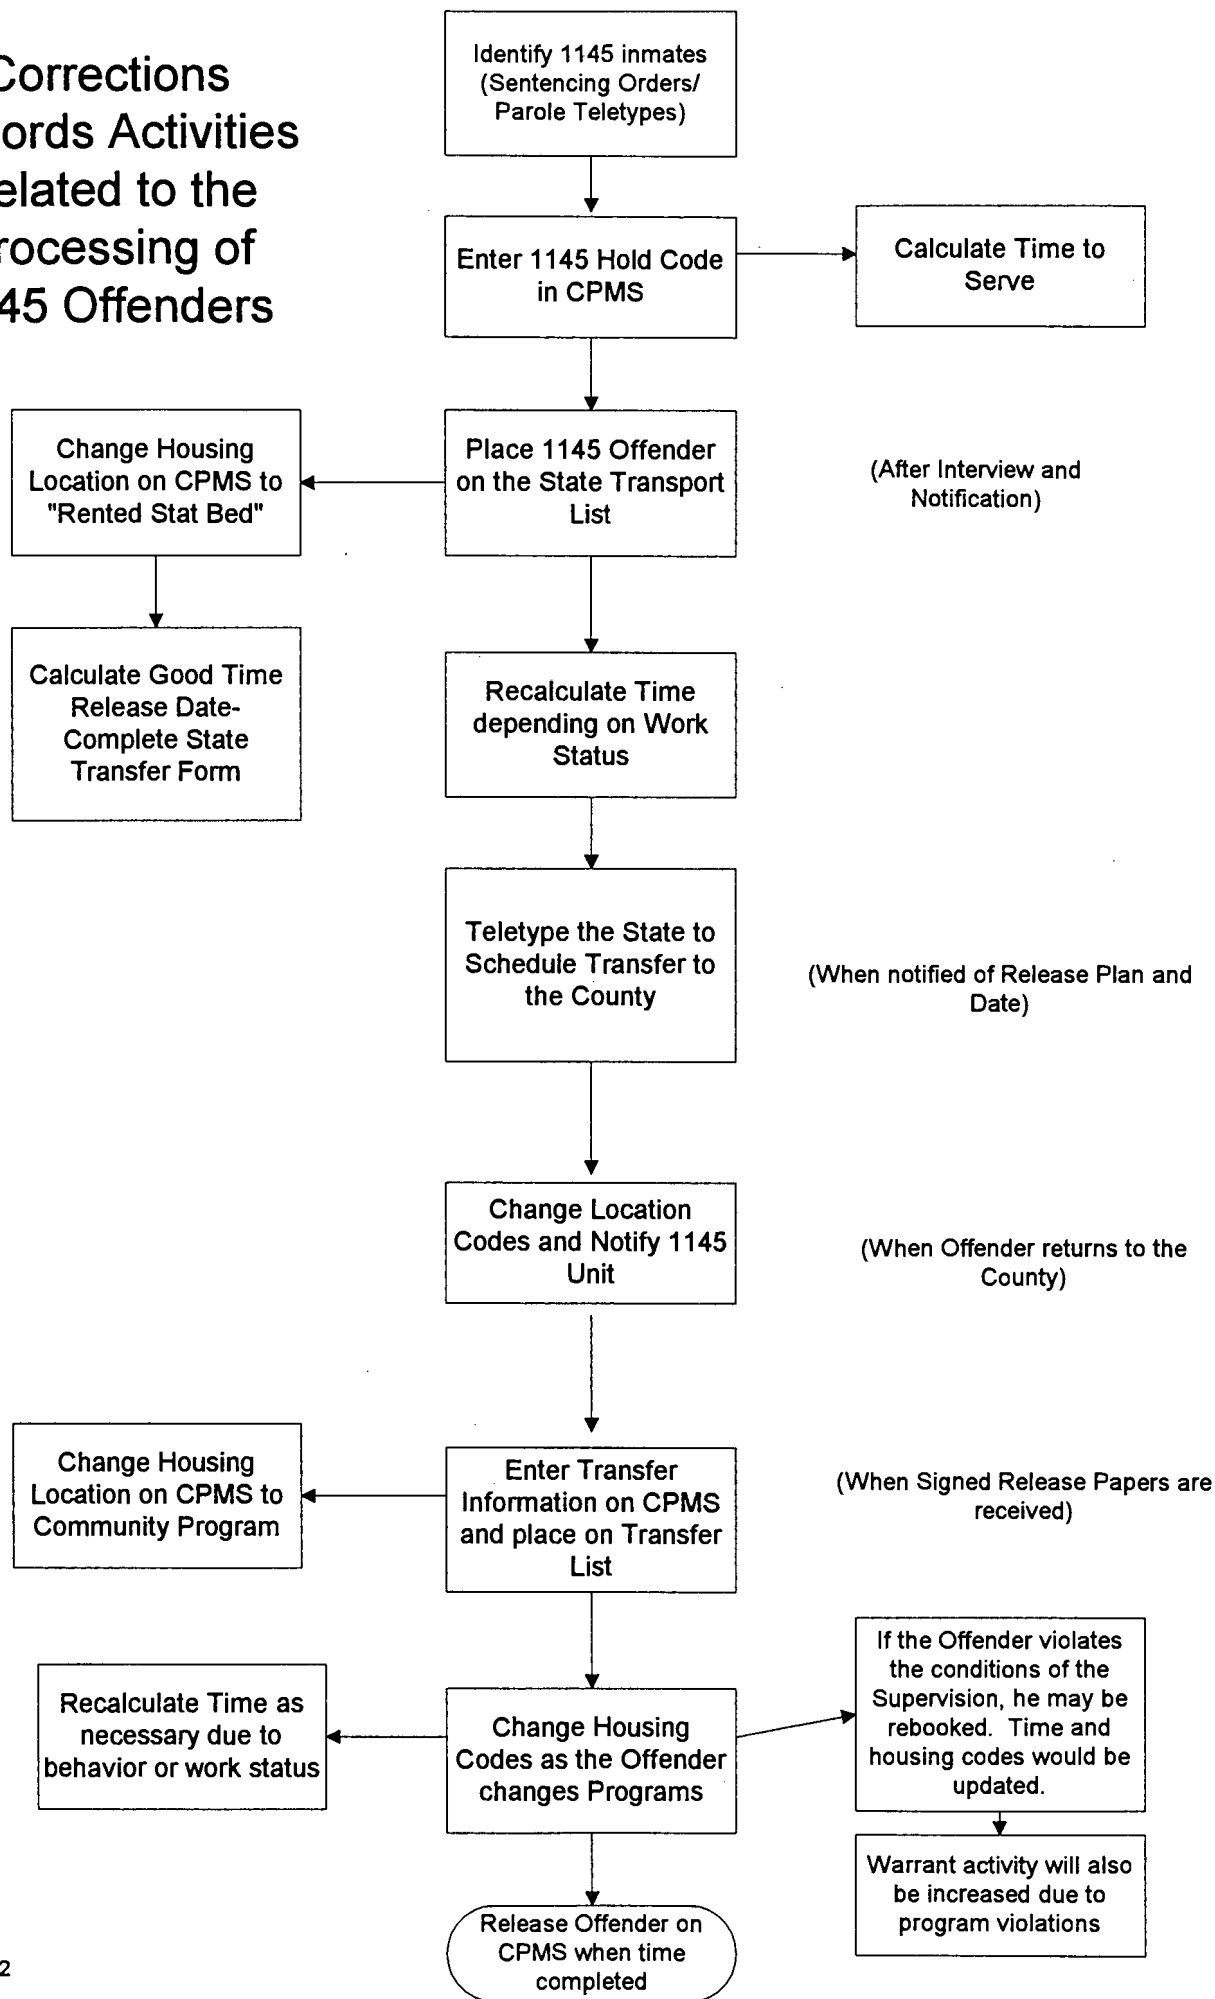 Corrections
ords Activities
elated to the
rocessing of
45 Offenders
Identify 1145 inmates
(Sentencing Orders/
Parole Teletypes)
Enter 1145 Hold Code
in CPMS
Calculate Time to
Serve
Change Housing
Location on CPMS to
"Rented Stat Bed"
Place 1145 Offender
on the State Transport
List
(After Interview and
Notification)
Calculate Good Time
Release Date-
Complete State
Transfer Form
Recalculate Time
depending on Work
Status
Teletype the State to
Schedule Transfer to
the County
(When notified of Release Plan and
Date)
Change Location
Codes and Notify 1145
Unit
(When Offender returns to the
County)
Change Housing
Location on CPMS to
Community Program
Enter Transfer
Information on CPMS
and place on Transfer
List
(When Signed Release Papers are
received)
Recalculate Time as
necessary due to
behavior or work status
Change Housing
Codes as the Offender
changes Programs
If the Offender violates
the conditions of the
Supervision, he may be
rebooked. Time and
housing codes would be
updated.
Warrant activity will also
be increased due to
program violations
Release Offender on
CPMS when time
completed
2